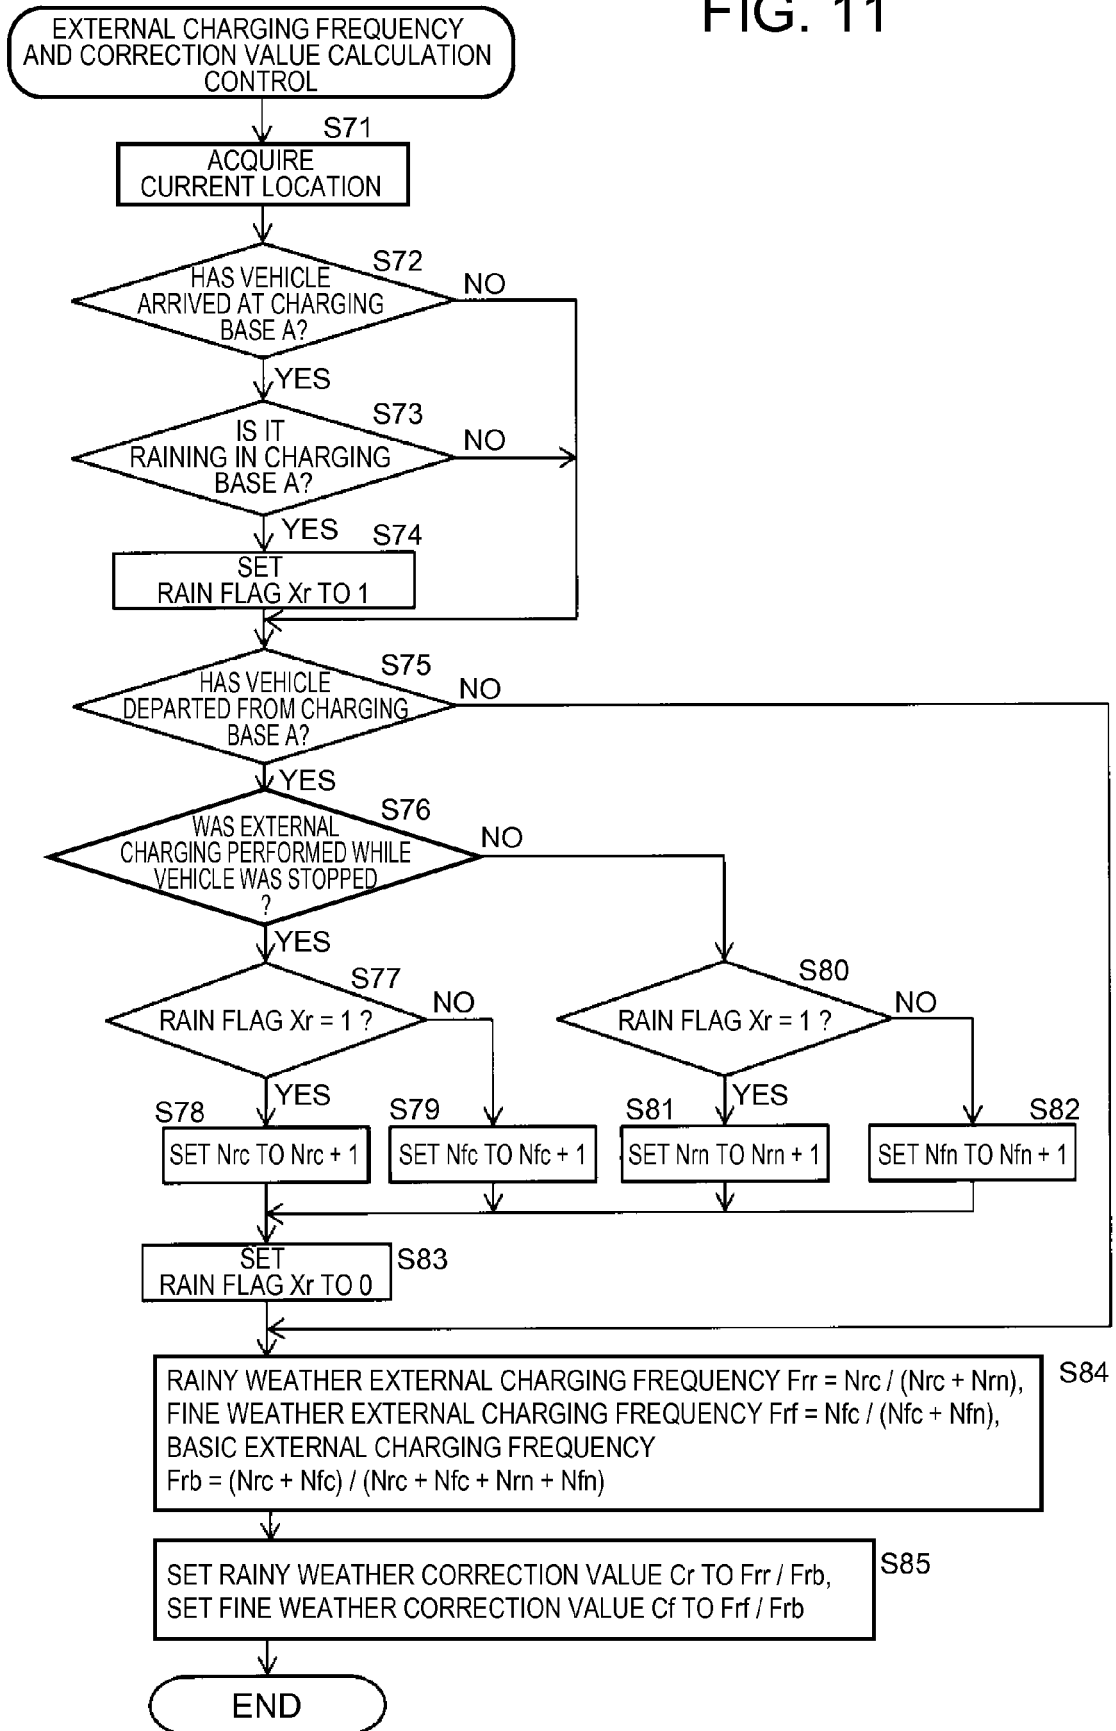 FIG. 11
EXTERNAL CHARGING FREQUENCY
AND CORRECTION VALUE CALCULATION
CONTROL
S71
ACQUIRE
CURRENT LOCATION
S72
HAS VEHICLE
ARRIVED AT CHARGING
BASE A?
NO
YES
S73
IS IT
RAINING IN CHARGING
BASE A?
NO
YES
S74
SET
RAIN FLAG Xr TO 1
S75
HAS VEHICLE
DEPARTED FROM CHARGING
BASE A?
NO
YES
S76
WAS EXTERNAL
CHARGING PERFORMED WHILE
VEHICLE WAS STOPPED
?
NO
YES
S77
RAIN FLAG Xr = 1 ?
NO
YES
S80
RAIN FLAG Xr = 1 ?
NO
YES
S78
SET Nrc TO Nrc + 1
S79
SET Nfc TO Nfc + 1
S81
SET Nrn TO Nrn + 1
S82
SET Nfn TO Nfn + 1
SET
RAIN FLAG Xr TO 0
S83
S84
RAINY WEATHER EXTERNAL CHARGING FREQUENCY Frr = Nrc / (Nrc + Nrn),
FINE WEATHER EXTERNAL CHARGING FREQUENCY Frf = Nfc / (Nfc + Nfn),
BASIC EXTERNAL CHARGING FREQUENCY
Frb = (Nrc + Nfc) / (Nrc + Nfc + Nrn + Nfn)
S85
SET RAINY WEATHER CORRECTION VALUE Cr TO Frr / Frb,
SET FINE WEATHER CORRECTION VALUE Cf TO Frf / Frb
END